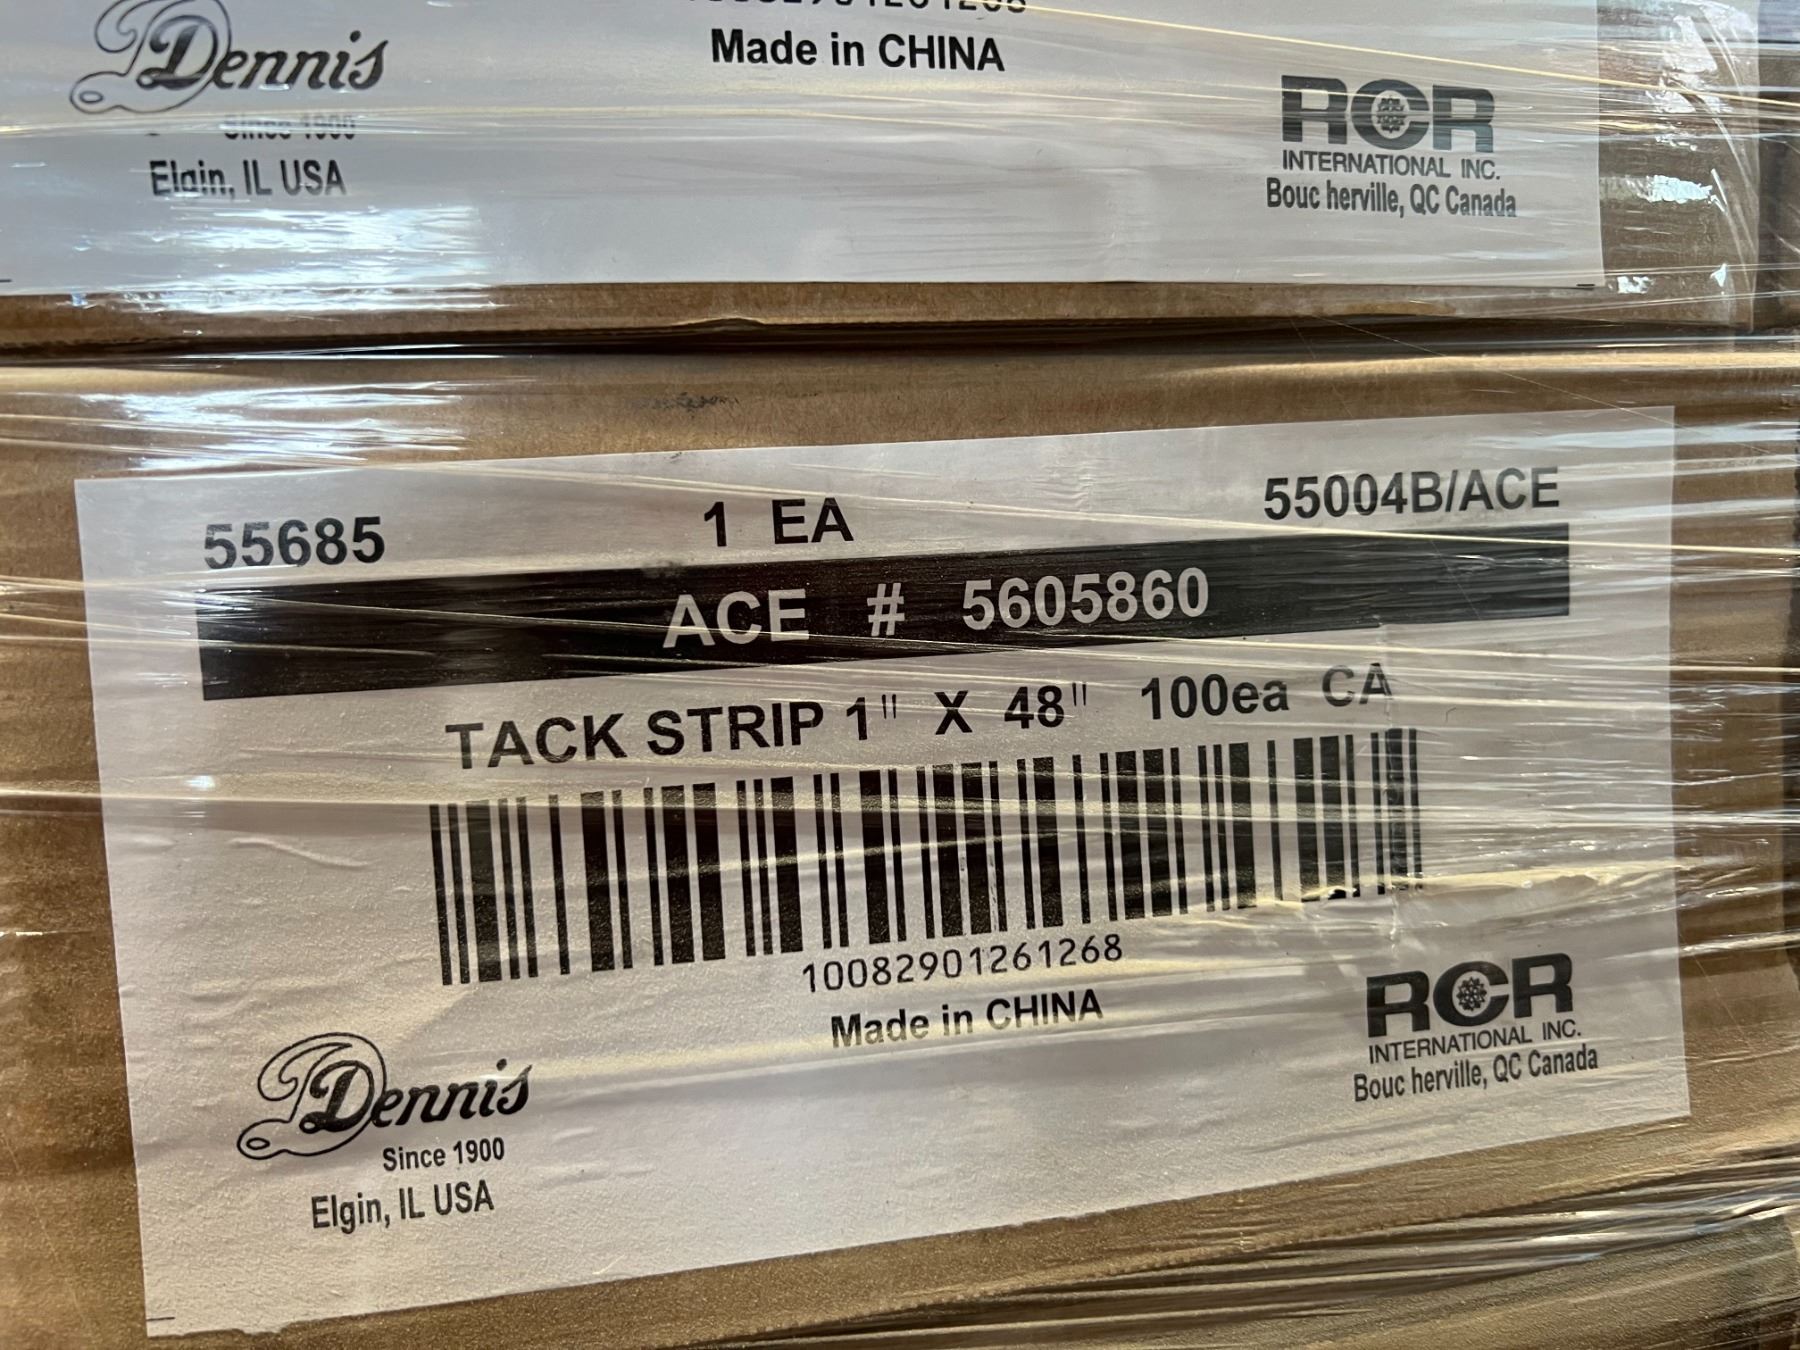 Made in CHINA
Dennis
Since 1900
Elgin, IL USA
RCR
INTERNATIONAL INC.
Bouc herville, QC Canada
55685
1 EA
55004B/ACE
ACE # 5605860
TACK STRIP 1" X 48" 100ea CA
10082901261268
Made in CHINA
Dennis
Since 1900
Elgin, IL USA
RCR
INTERNATIONAL INC.
Bouc herville, QC Canada